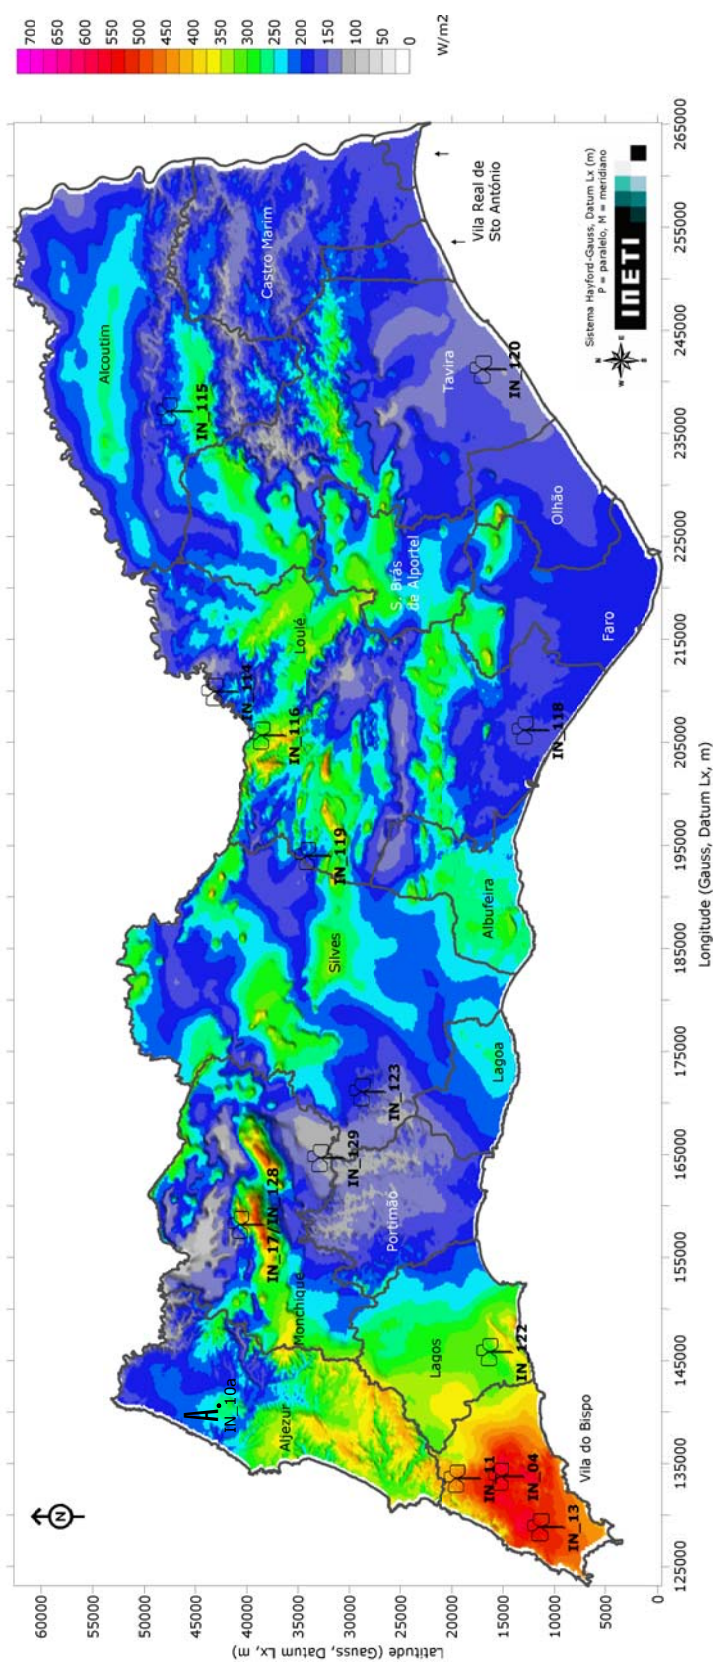 700
650
600
550
500
450
400
350
300
250
200
150
100
50
0
W/m2
Latitude (Gauss, Datum Lx, m)
60000
55000
50000
45000
40000
35000
30000
25000
20000
15000
10000
5000
0
N
Alcoutim
Castro Marim
IN_115
Tavira
IN_120
Vila Real de
Sto António
Olhão
S. Brás
de Alportel
Faro
Loulé
IN_114
IN_116
IN_118
IN_119
Albufeira
Silves
Lagoa
IN_123
IN_129
Portimão
IN_17/IN_128
Monchique
Lagos
IN_122
A.
IN_10a
Aljezur
IN_11
IN_04
IN_13
Vila do Bispo
Sistema Hayford-Gauss, Datum Lx (m)
P = paralelo, M = meridiano
N
W
E
S
INETI
125000
135000
145000
155000
165000
175000
185000
195000
205000
215000
225000
235000
245000
255000
265000
Longitude (Gauss, Datum Lx, m)